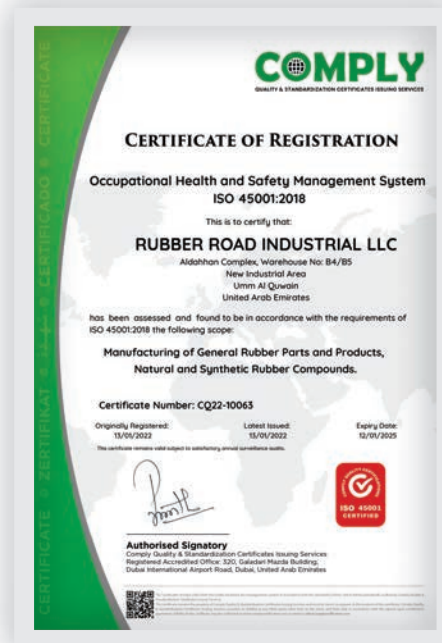 COMPLY
QUALITY & STANDARDIZATION CERTIFICATES ISSUING SERVICES
CERTIFICATE OF REGISTRATION
Occupational Health and Safety Management System
ISO 45001:2018
This is to certify that:
RUBBER ROAD INDUSTRIAL LLC
Aldahhan Complex, Warehouse No: B4/B5
New Industrial Area
Umm Al Quwain
United Arab Emirates
has been assessed and found to be in accordance with the requirements of
ISO 45001:2018 the following scope:
Manufacturing of General Rubber Parts and Products,
Natural and Synthetic Rubber Compounds.
Certificate Number: CQ22-10063
Originally Registered: Latest Issued: Expiry Date:
13/01/2022 13/01/2022 12/01/2025
This certificate remains valid subject to satisfactory annual surveillance audits.
ISO 45001
CERTIFIED
Authorised Signatory
Comply Quality & Standardization Certificates Issuing Services
Registered Accredited Office: 320, Galadari Mazda Building,
Dubai International Airport Road, Dubai, United Arab Emirates
CERTIFICATE ZERTIFIKAT CERTIFICADO CERTIFICATE